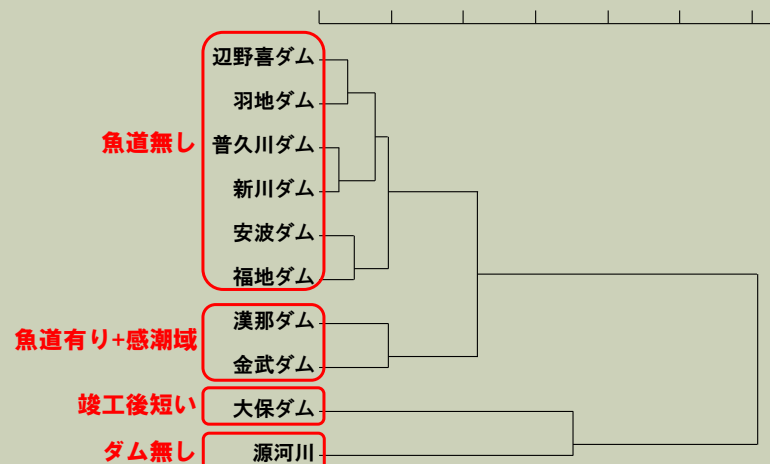 辺野喜ダム
羽地ダム
魚道無し
普久川ダム
新川ダム
安波ダム
福地ダム
漢那ダム
魚道有り+感潮域
金武ダム
竣工後短い
大保ダム
ダム無し
源河川